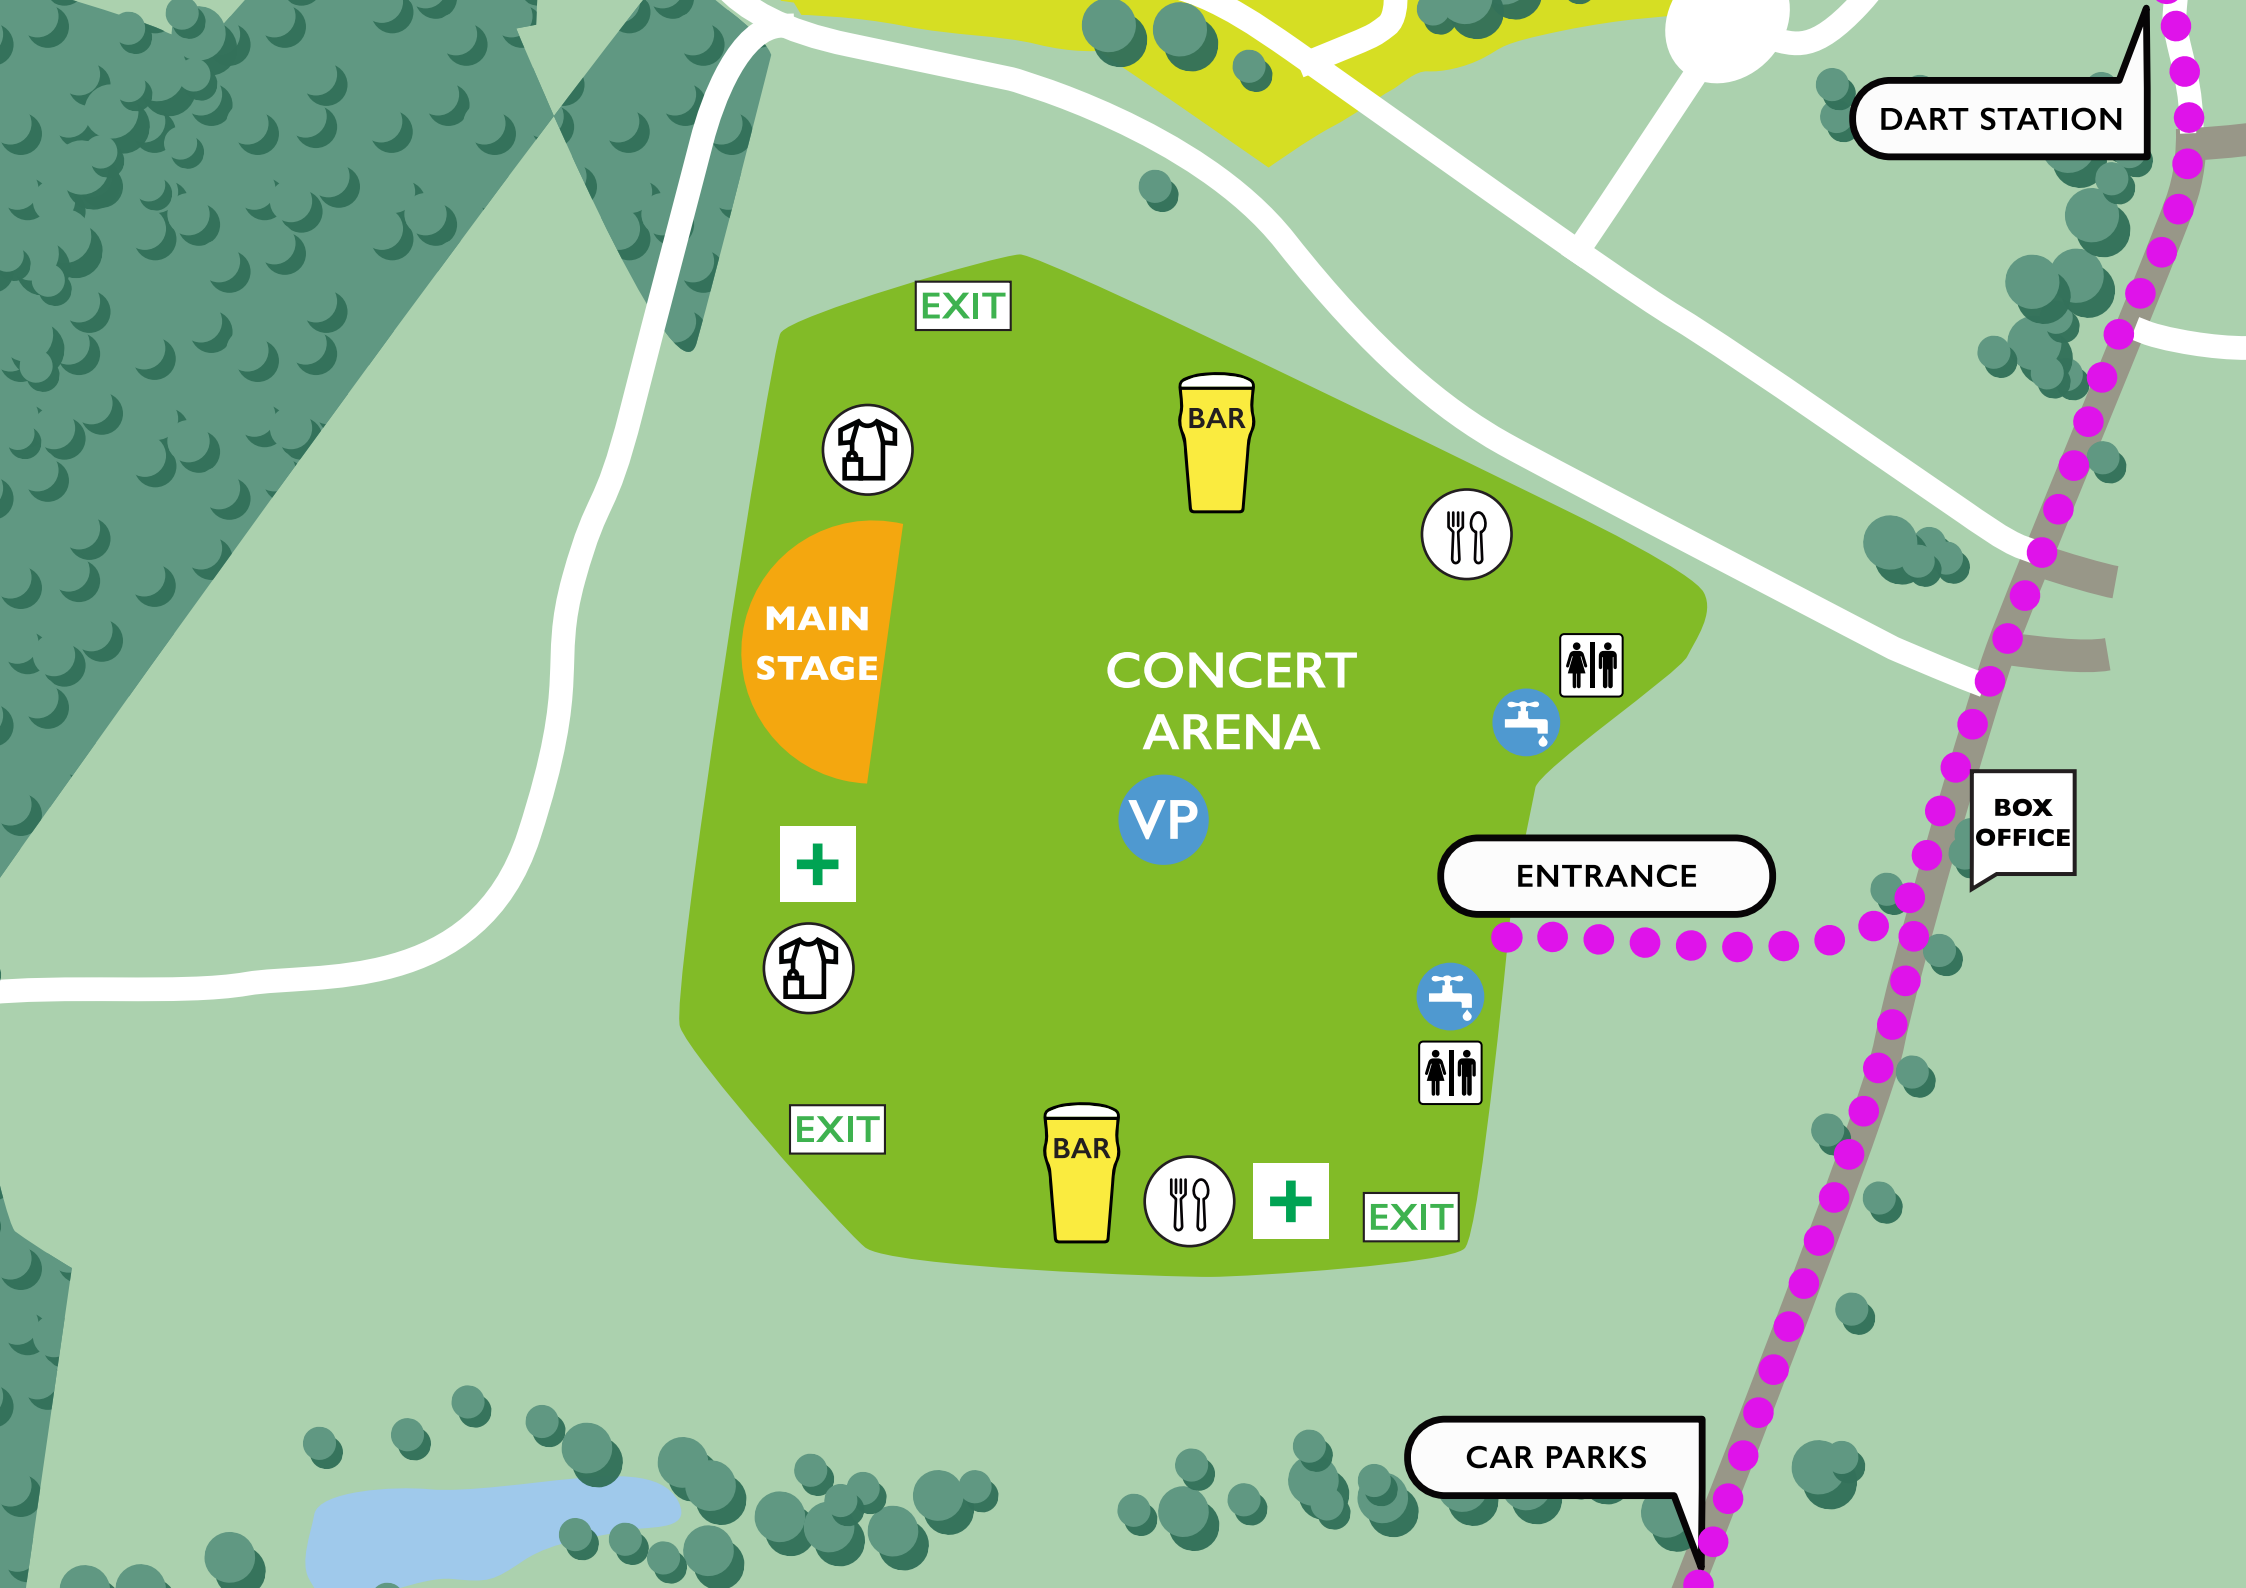 DART STATION
EXIT
BAR
MAIN
STAGE
CONCERT
ARENA
VP
BOX
OFFICE
ENTRANCE
EXIT
BAR
EXIT
CAR PARKS